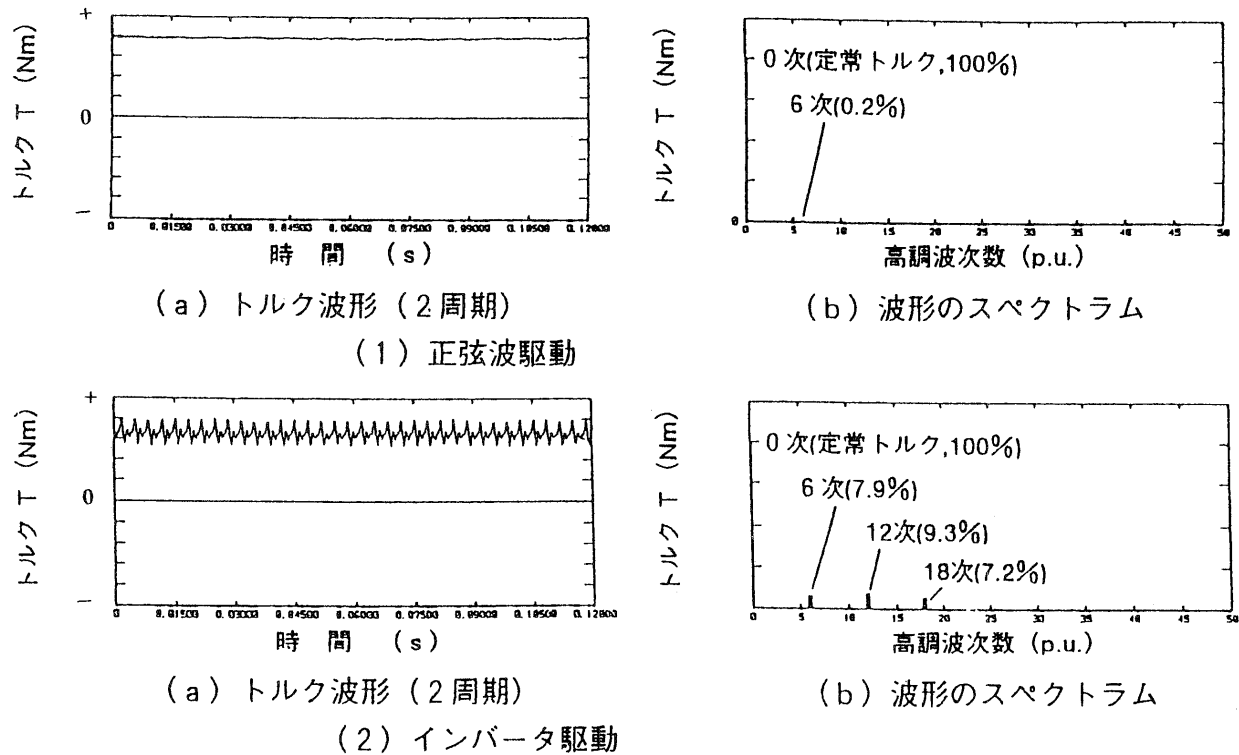 トルク T (Nm)
+
0
−
0 0.01500 0.03000 0.04500 0.06000 0.07500 0.09000 0.10500 0.12000
時間 (s)
(a) トルク波形 (2周期)
トルク T (Nm)
0次(定常トルク,100%)
6次(0.2%)
0
5 10 15 20 25 30 35 40 45 50
高調波次数 (p.u.)
(b) 波形のスペクトラム
(1) 正弦波駆動
トルク T (Nm)
+
0
−
0 0.01500 0.03000 0.04500 0.06000 0.07500 0.09000 0.10500 0.12000
時間 (s)
(a) トルク波形 (2周期)
トルク T (Nm)
0次(定常トルク,100%)
6次(7.9%)
12次(9.3%)
18次(7.2%)
5 10 15 20 25 30 35 40 45 50
高調波次数 (p.u.)
(b) 波形のスペクトラム
(2) インバータ駆動